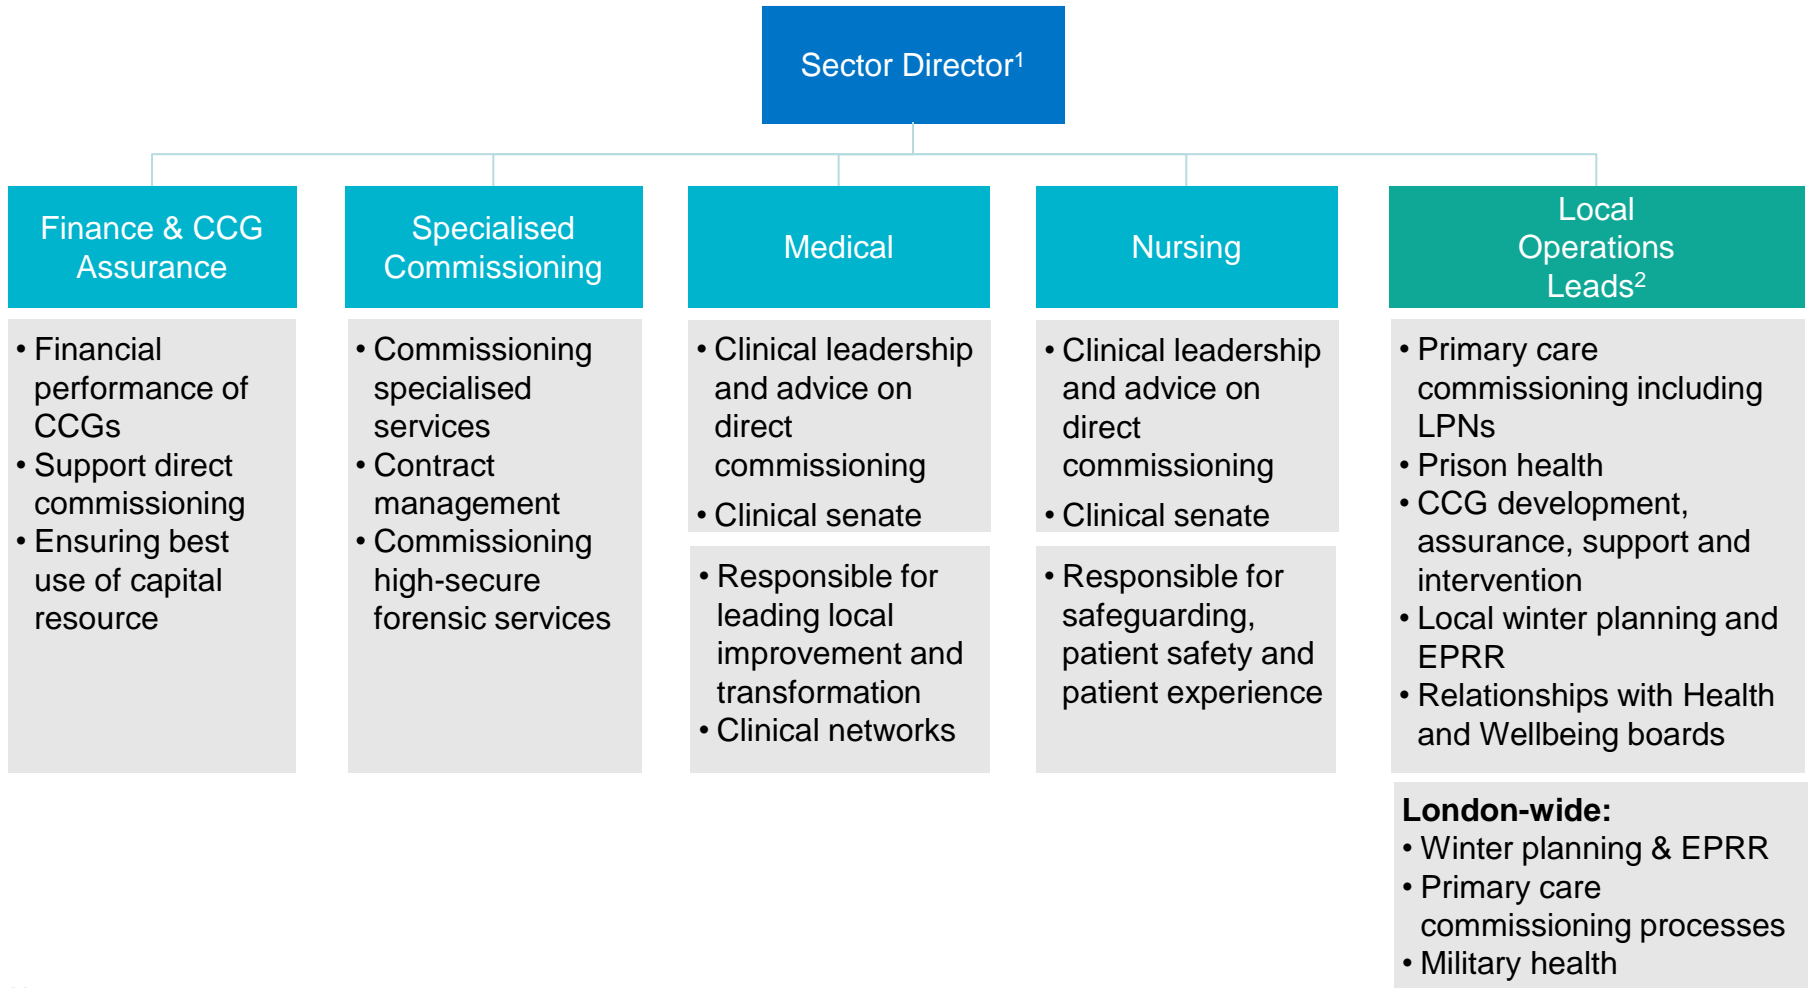 Sector Director¹
Finance & CCG
Assurance
• Financial
performance of
CCGs
• Support direct
commissioning
• Ensuring best
use of capital
resource
Specialised
Commissioning
• Commissioning
specialised
services
• Contract
management
• Commissioning
high-secure
forensic services
Medical
• Clinical leadership
and advice on
direct
commissioning
• Clinical senate
• Responsible for
leading local
improvement and
transformation
• Clinical networks
Nursing
• Clinical leadership
and advice on
direct
commissioning
• Clinical senate
• Responsible for
safeguarding,
patient safety and
patient experience
Local
Operations
Leads²
• Primary care
commissioning including
LPNs
• Prison health
• CCG development,
assurance, support and
intervention
• Local winter planning and
EPRR
• Relationships with Health
and Wellbeing boards
London-wide:
• Winter planning & EPRR
• Primary care
commissioning processes
• Military health